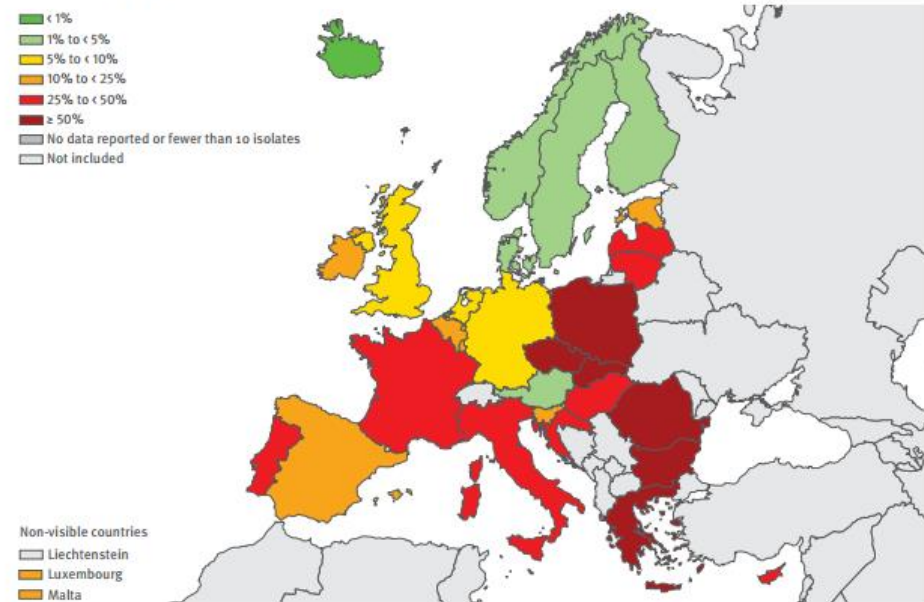 < 1%
1% to < 5%
5% to < 10%
10% to < 25%
25% to < 50%
≥ 50%
No data reported or fewer than 10 isolates
Not included
Non-visible countries
Liechtenstein
Luxembourg
Malta